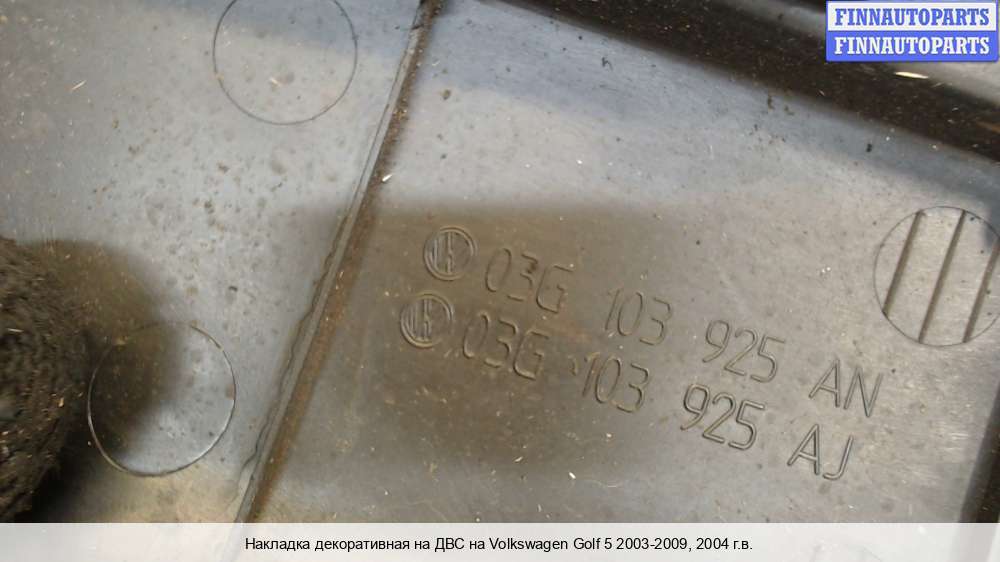 FINNAUTOPARTS
FINNAUTOPARTS
03G 103 925 AN
03G 103 925 AJ
Накладка декоративная на ДВС на Volkswagen Golf 5 2003-2009, 2004 г.в.